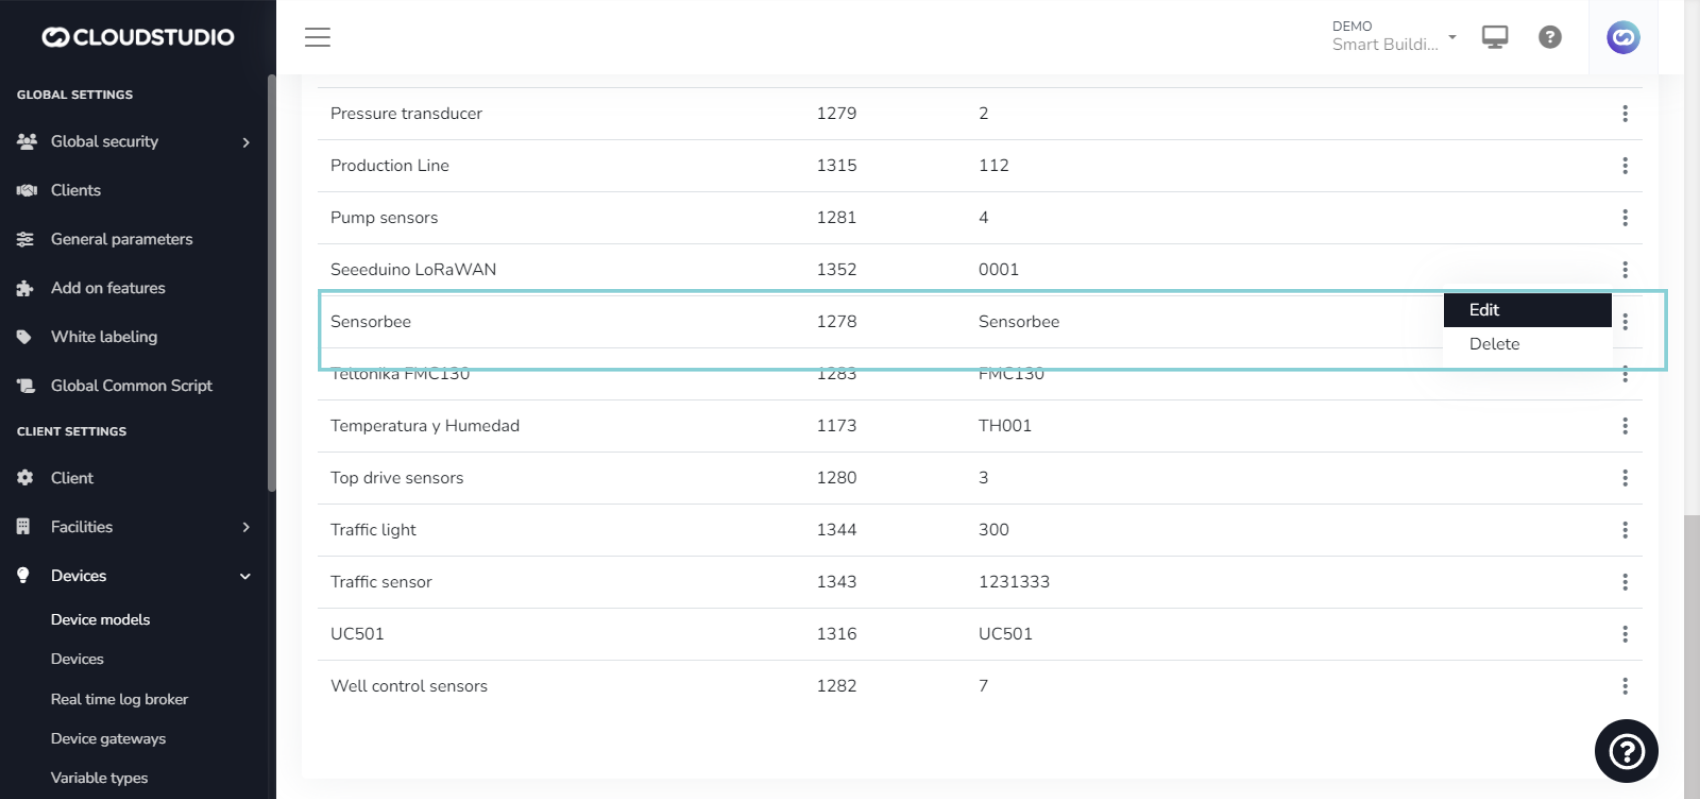 CLOUDSTUDIO
DEMO
Smart Buildi...
GLOBAL SETTINGS
Global security
Clients
General parameters
Add on features
White labeling
Global Common Script
CLIENT SETTINGS
Client
Facilities
Devices
Device models
Devices
Real time log broker
Device gateways
Variable types
Pressure transducer 1279 2
Production Line 1315 112
Pump sensors 1281 4
Seeeduino LoRaWAN 1352 0001
Sensorbee 1278 Sensorbee
Edit
Delete
Teltonika FMC130 1283 FMC130
Temperatura y Humedad 1173 TH001
Top drive sensors 1280 3
Traffic light 1344 300
Traffic sensor 1343 1231333
UC501 1316 UC501
Well control sensors 1282 7